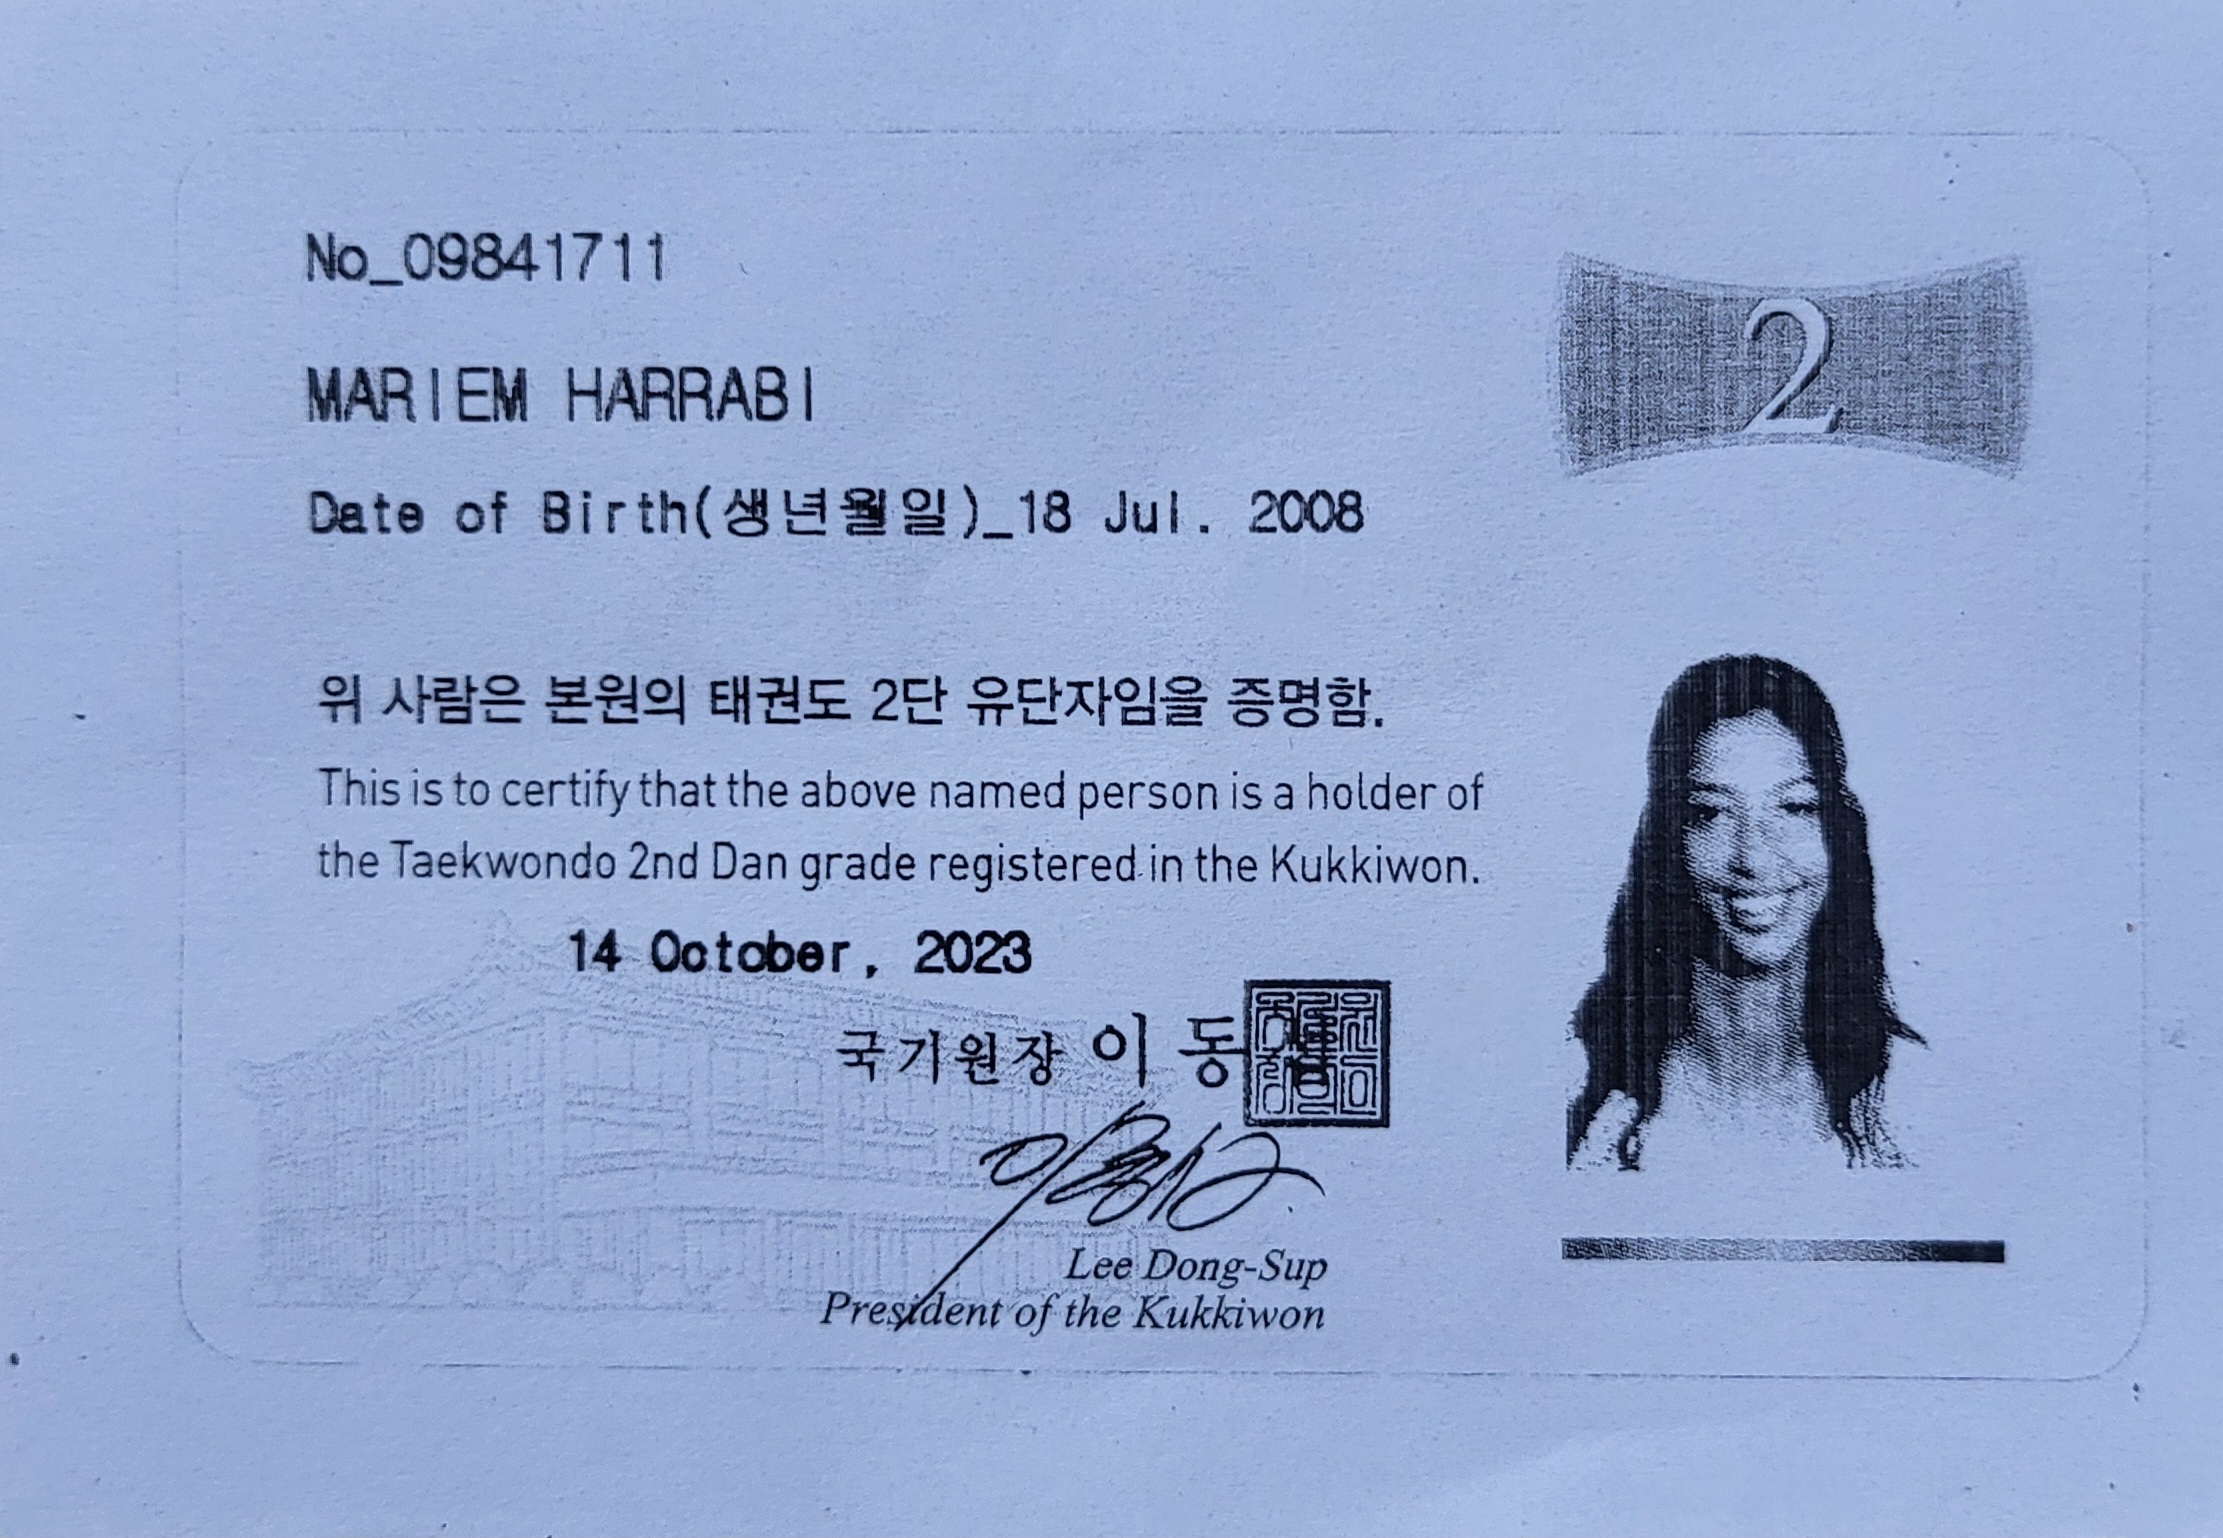 No_09841711
2
MARIEM HARRABI
Date of Birth(생년월일)_18 Jul. 2008
위 사람은 본원의 태권도 2단 유단자임을 증명함.
This is to certify that the above named person is a holder of
the Taekwondo 2nd Dan grade registered in the Kukkiwon.
14 October, 2023
국기원장 이 동
Lee Dong-Sup
President of the Kukkiwon